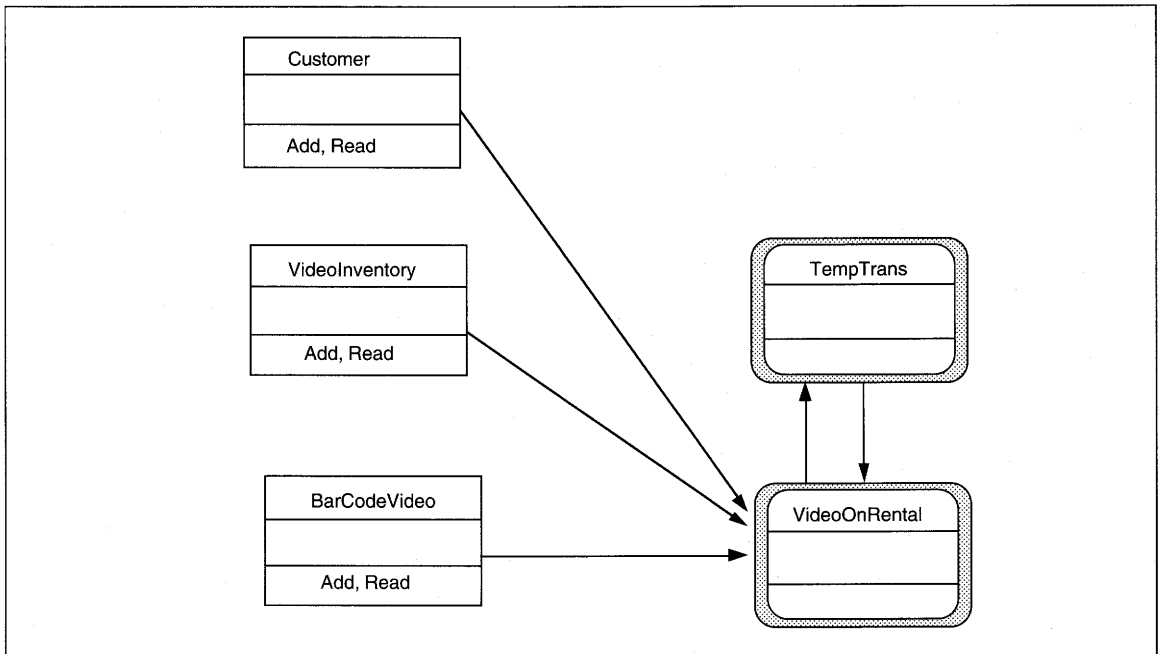 Customer
Add, Read
VideoInventory
Add, Read
TempTrans
BarCodeVideo
Add, Read
VideoOnRental